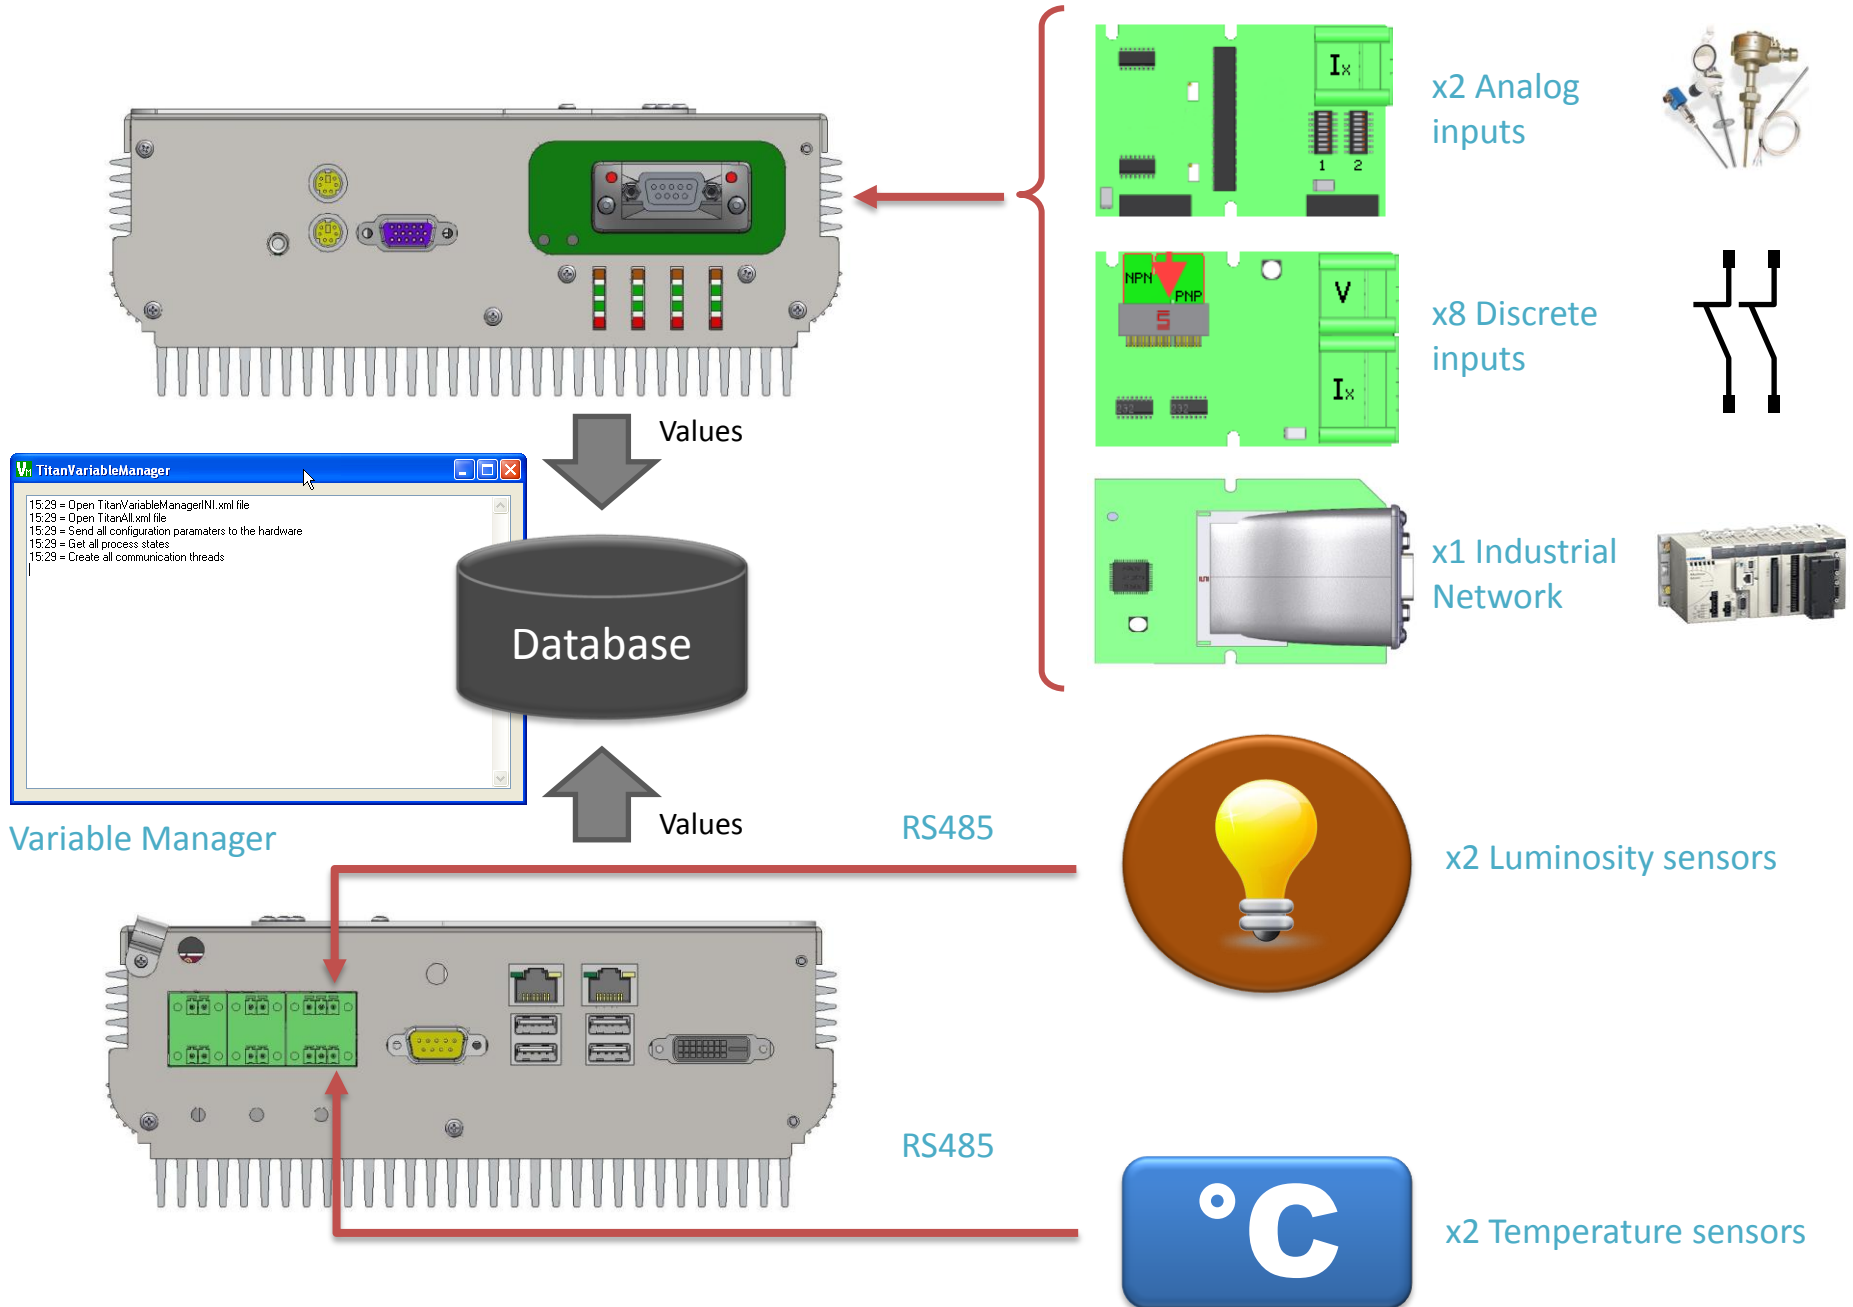 Ix
1 2
x2 Analog
inputs
NPN
PNP
V
Ix
x8 Discrete
inputs
Values
TitanVariableManager
15:29 = Open TitanVariableManagerINI.xml file
15:29 = Open TitanAll.xml file
15:29 = Send all configuration paramaters to the hardware
15:29 = Get all process states
15:29 = Create all communication threads
Database
x1 Industrial
Network
Values
Variable Manager
RS485
x2 Luminosity sensors
RS485
°C
x2 Temperature sensors